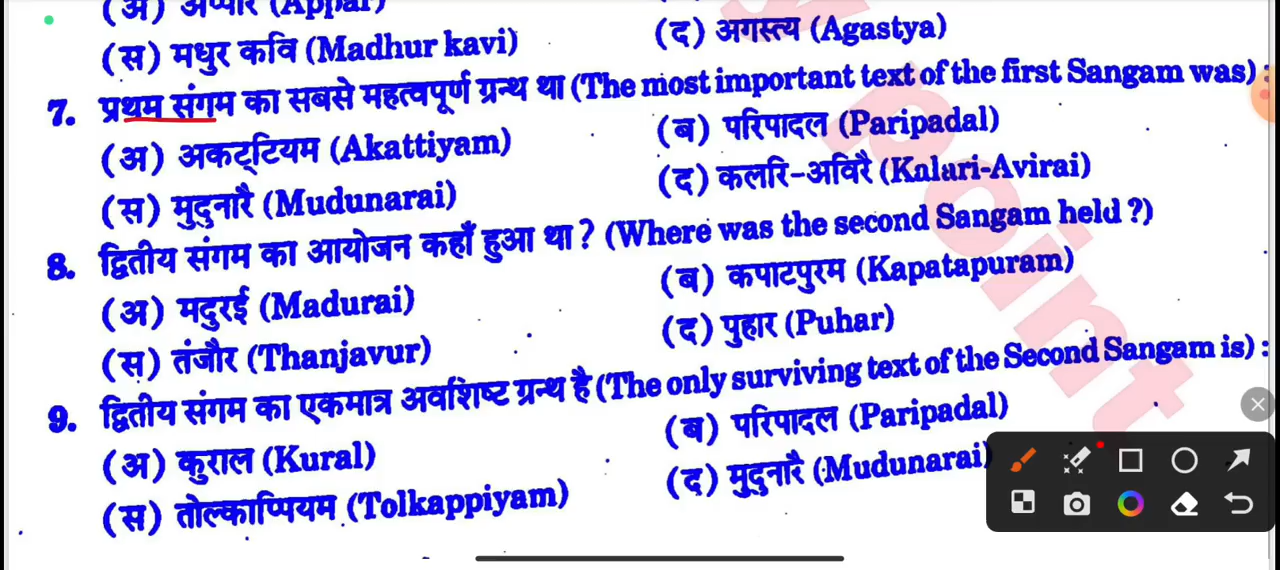 (अ) अप्पार (Appar)
(स) मधुर कवि (Madhur kavi)
(द) अगस्त्य (Agastya)
7. प्रथम संगम का सबसे महत्वपूर्ण ग्रन्थ था (The most important text of the first Sangam was) :
(अ) अकट्टियम (Akattiyam)
(ब) परिपादल (Paripadal)
(स) मुदुनारै (Mudunarai)
(द) कलरि-अविरै (Kalari-Avirai)
8. द्वितीय संगम का आयोजन कहाँ हुआ था ? (Where was the second Sangam held ?)
(अ) मदुरई (Madurai)
(ब) कपाटपुरम (Kapatapuram)
(स) तंजौर (Thanjavur)
(द) पुहार (Puhar)
9. द्वितीय संगम का एकमात्र अवशिष्ट ग्रन्थ है (The only surviving text of the Second Sangam is) :
(अ) कुराल (Kural)
(ब) परिपादल (Paripadal)
(स) तोल्काप्पियम (Tolkappiyam)
(द) मुदुनारै (Mudunarai)
point